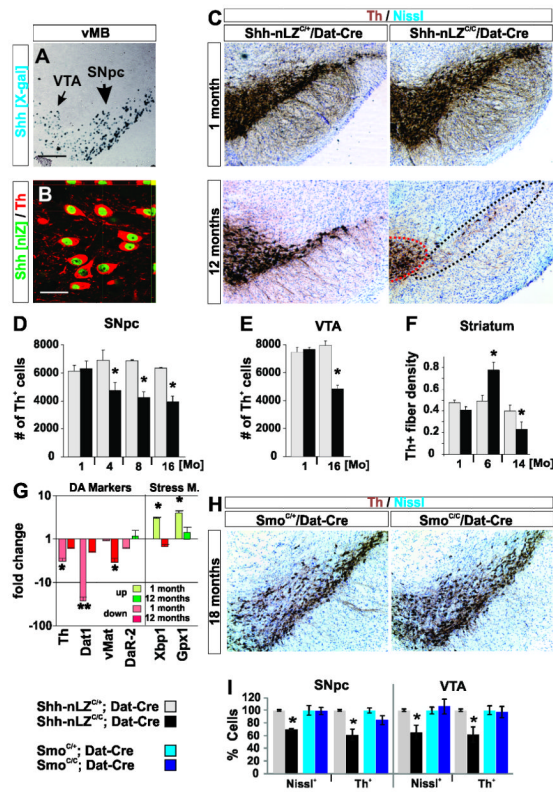 vMB
A
VTA
SNpc
Shh [X-gal]
B
Shh [nlZ] / Th
C
Th / Nissl
Shh-nLZC/+/Dat-Cre
Shh-nLZC/C/Dat-Cre
1 month
12 months
D
SNpc
# of Th+ cells
8000
6000
4000
2000
0
* * *
1 4 8 16 [Mo]
E
VTA
# of Th+ cells
8000
6000
4000
2000
0
*
1 16 [Mo]
F
Striatum
Th+ fiber density
1
0.8
0.4
0
* *
1 6 14 [Mo]
G
DA Markers
Stress M.
fold change
10
1
-10
-100
* ** * * *
up
1 month
12 months
down
1 month
12 months
Th Dat1 vMat DaR-2 Xbp1 Gpx1
H
Th / Nissl
SmoC/+/Dat-Cre
SmoC/C/Dat-Cre
18 months
Shh-nLZC/+; Dat-Cre
Shh-nLZC/C; Dat-Cre
SmoC/+; Dat-Cre
SmoC/C; Dat-Cre
I
SNpc
VTA
% Cells
120
100
80
60
40
20
0
* * * *
Nissl+ Th+ Nissl+ Th+